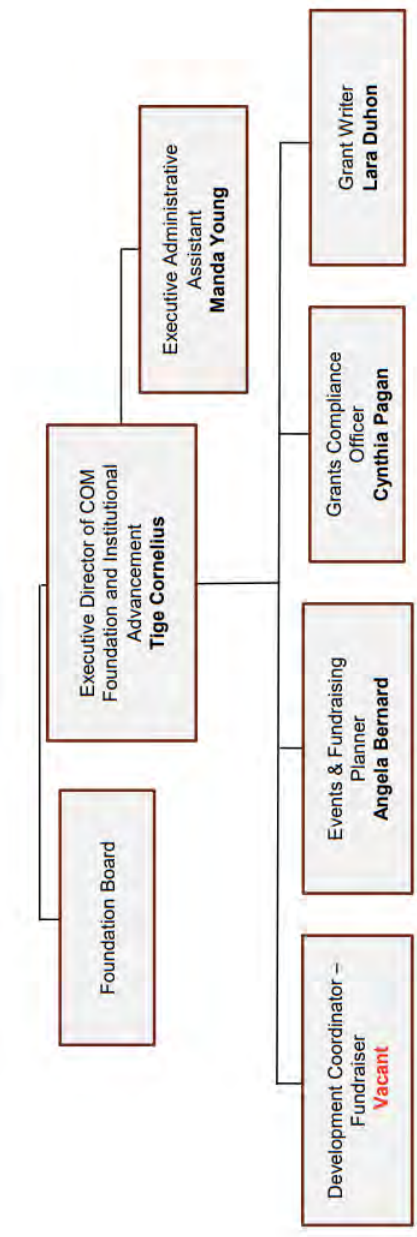 Foundation Board
Executive Director of COM
Foundation and Institutional
Advancement
Tige Cornelius
Executive Administrative
Assistant
Manda Young
Development Coordinator –
Fundraiser
Vacant
Events & Fundraising
Planner
Angela Bernard
Grants Compliance
Officer
Cynthia Pagan
Grant Writer
Lara Duhon